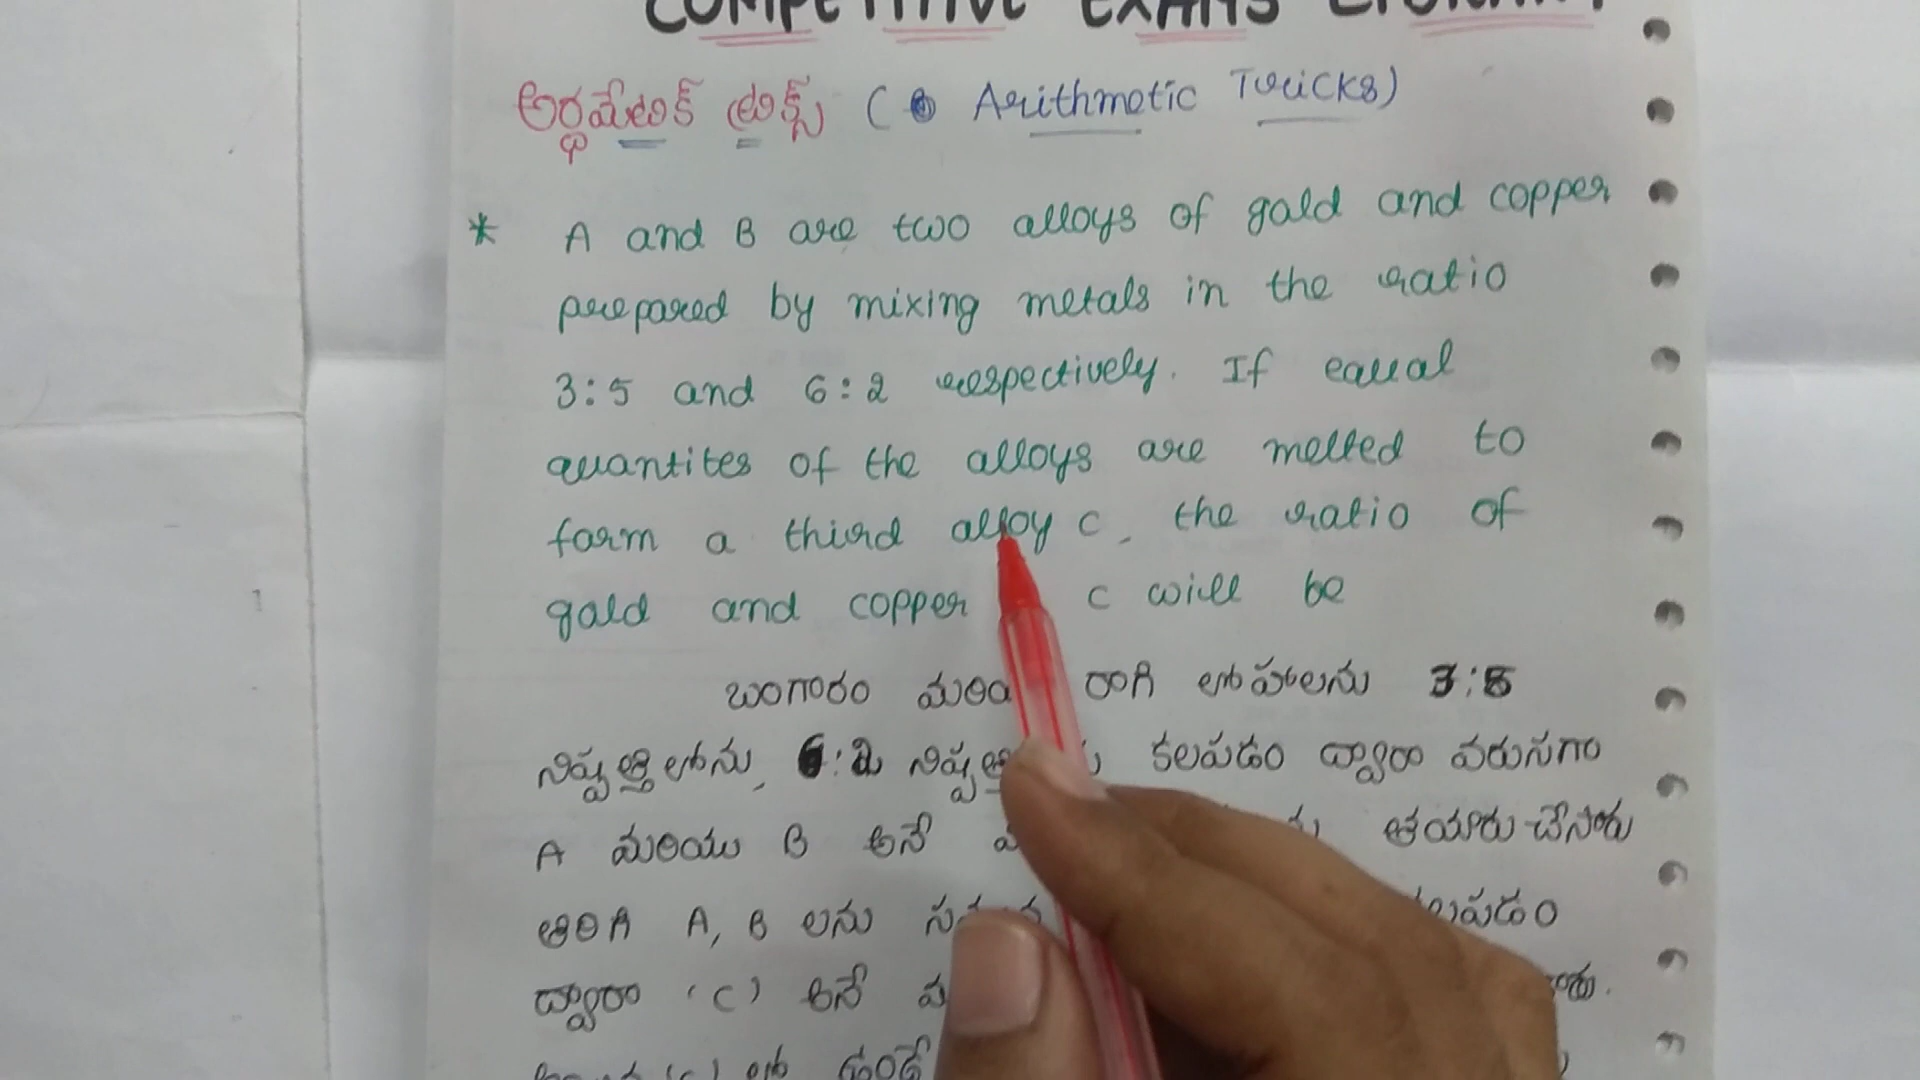 COMPETITIVE EXAMS
అర్థమేటిక్ ట్రిక్స్ ( Arithmetic Tricks)
* A and B are two alloys of gold and copper
prepared by mixing metals in the ratio
3:5 and 6:2 respectively. If equal
quantites of the alloys are melted to
form a third alloy C, the ratio of
gold and copper C will be
బంగారం రాగి లోహాలను 3:5
నిష్పత్తిలోను, 6:2 కలపడం ద్వారా వరుసగా
A మరియు B అనే తయారు చేసారు
A, B లను
ద్వారా 'C' అనే
ఉండే